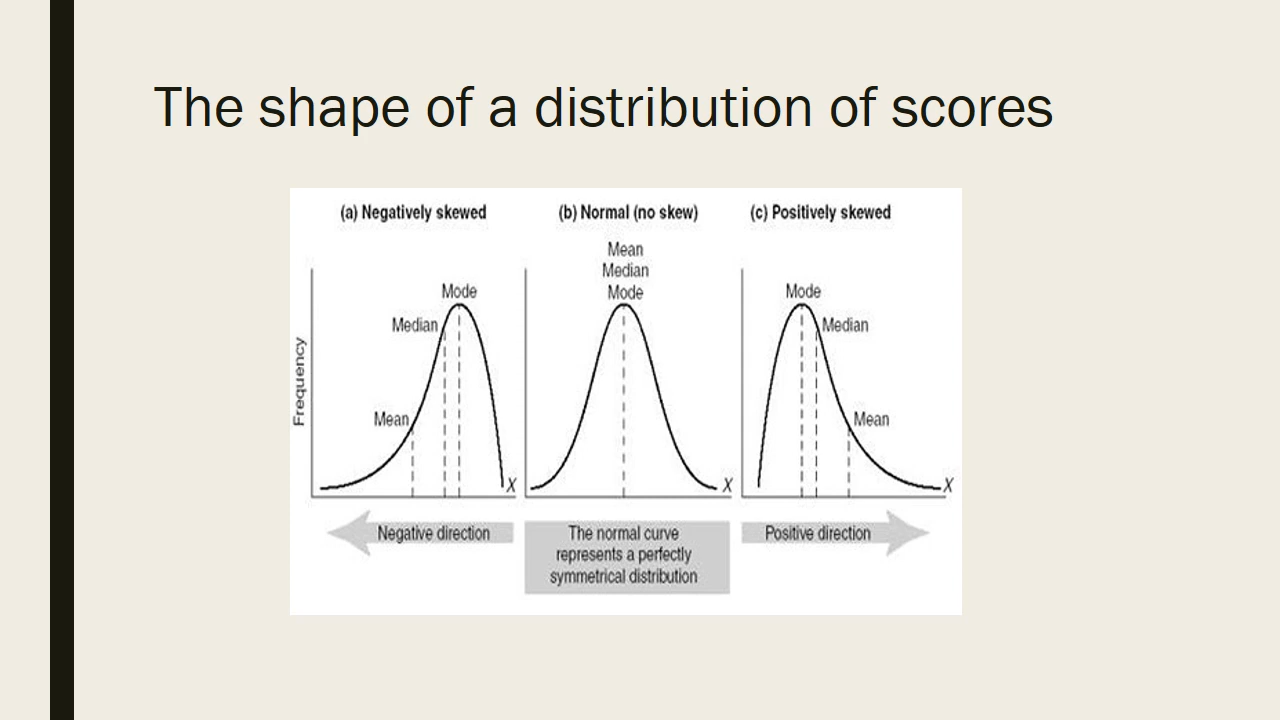 The shape of a distribution of scores
(a) Negatively skewed
(b) Normal (no skew)
(c) Positively skewed
Frequency
Mode
Median
Mean
X
Mean
Median
Mode
X
Mode
Median
Mean
X
Negative direction
The normal curve
represents a perfectly
symmetrical distribution
Positive direction